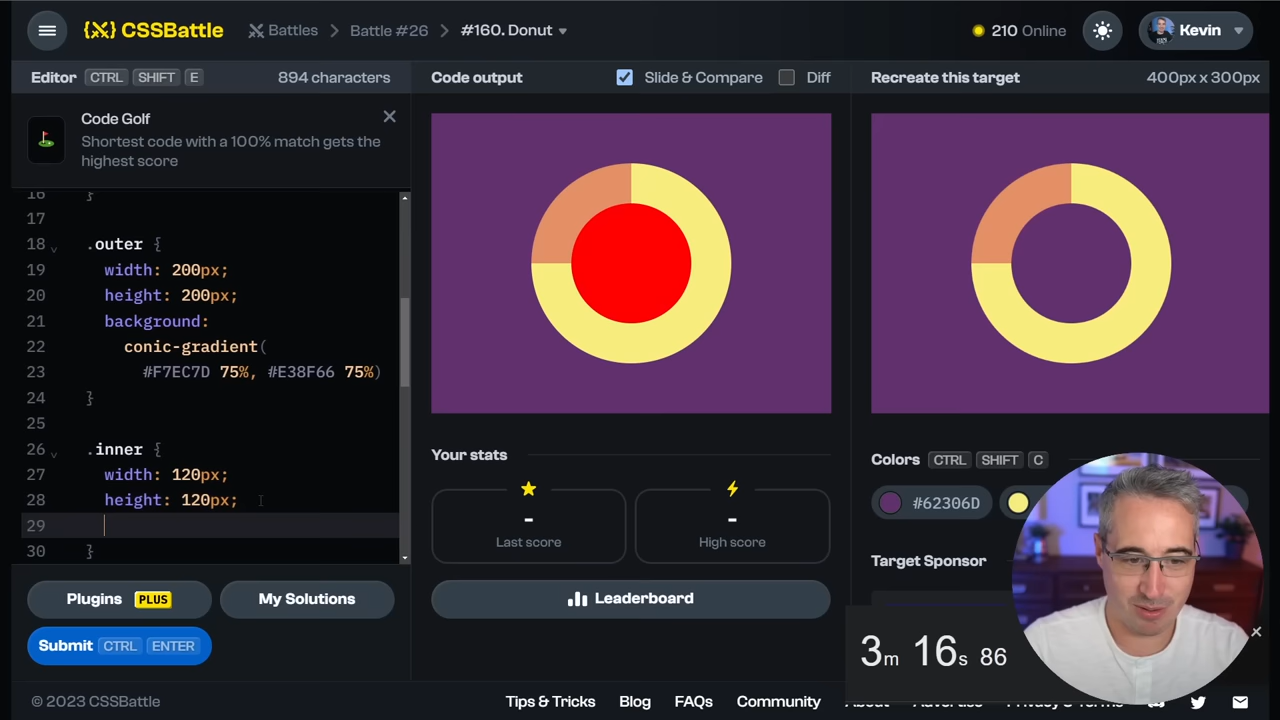 {X} CSSBattle
Battles
Battle #26
#160. Donut
210 Online
Kevin
Editor CTRL SHIFT E
894 characters
Code output
Slide & Compare
Diff
Recreate this target
400px x 300px
Code Golf
Shortest code with a 100% match gets the
highest score
16 }
17
18 .outer {
19 width: 200px;
20 height: 200px;
21 background:
22 conic-gradient(
23 #F7EC7D 75%, #E38F66 75%)
24 }
25
26 .inner {
27 width: 120px;
28 height: 120px;
29
30 }
Your stats
-
Last score
-
High score
Leaderboard
Colors CTRL SHIFT C
#62306D
Target Sponsor
Plugins PLUS
My Solutions
Submit CTRL ENTER
3m 16s 86
© 2023 CSSBattle
Tips & Tricks
Blog
FAQs
Community